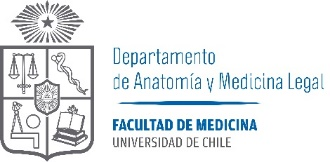 Departamento
de Anatomía y Medicina Legal
FACULTAD DE MEDICINA
UNIVERSIDAD DE CHILE